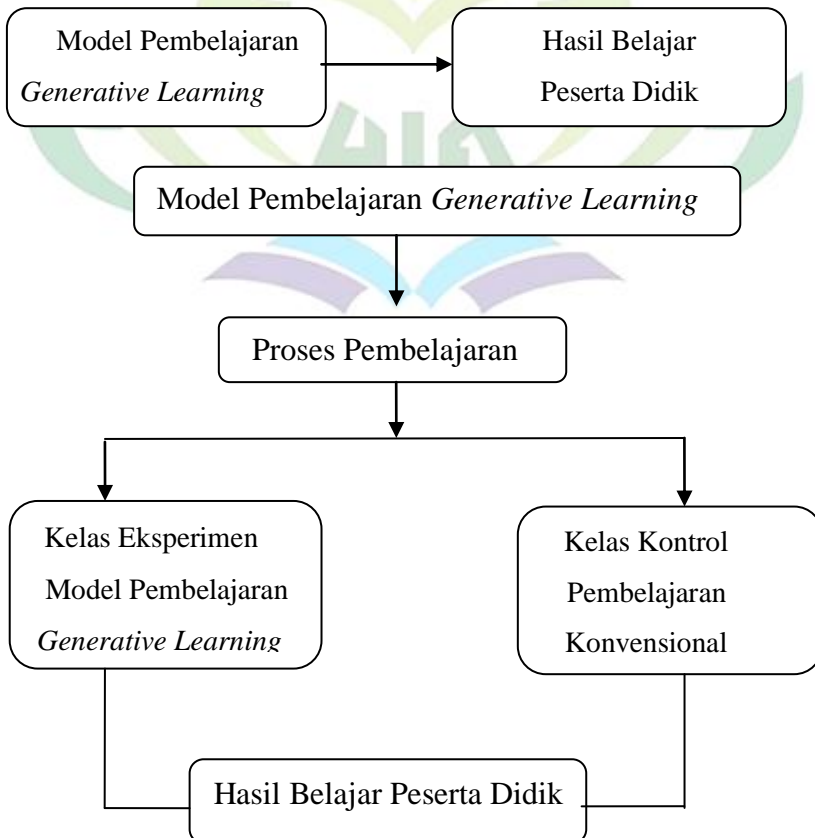 Model Pembelajaran
Generative Learning
Hasil Belajar
Peserta Didik
Model Pembelajaran Generative Learning
Proses Pembelajaran
Kelas Eksperimen
Model Pembelajaran
Generative Learning
Kelas Kontrol
Pembelajaran
Konvensional
Hasil Belajar Peserta Didik